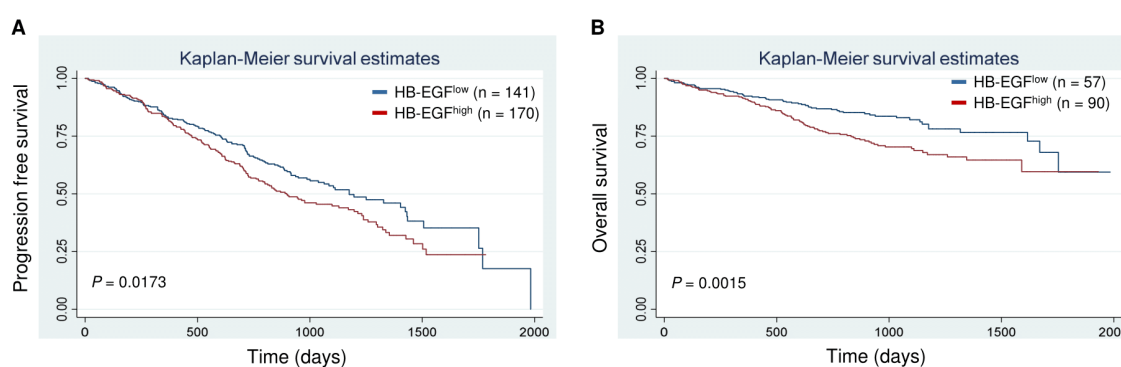 A
Kaplan-Meier survival estimates
HB-EGFlow (n = 141)
HB-EGFhigh (n = 170)
Progression free survival
1.00
0.75
0.50
0.25
0.00
P = 0.0173
0 500 1000 1500 2000
Time (days)
B
Kaplan-Meier survival estimates
HB-EGFlow (n = 57)
HB-EGFhigh (n = 90)
Overall survival
1.00
0.75
0.50
0.25
0.00
P = 0.0015
0 500 1000 1500 200
Time (days)